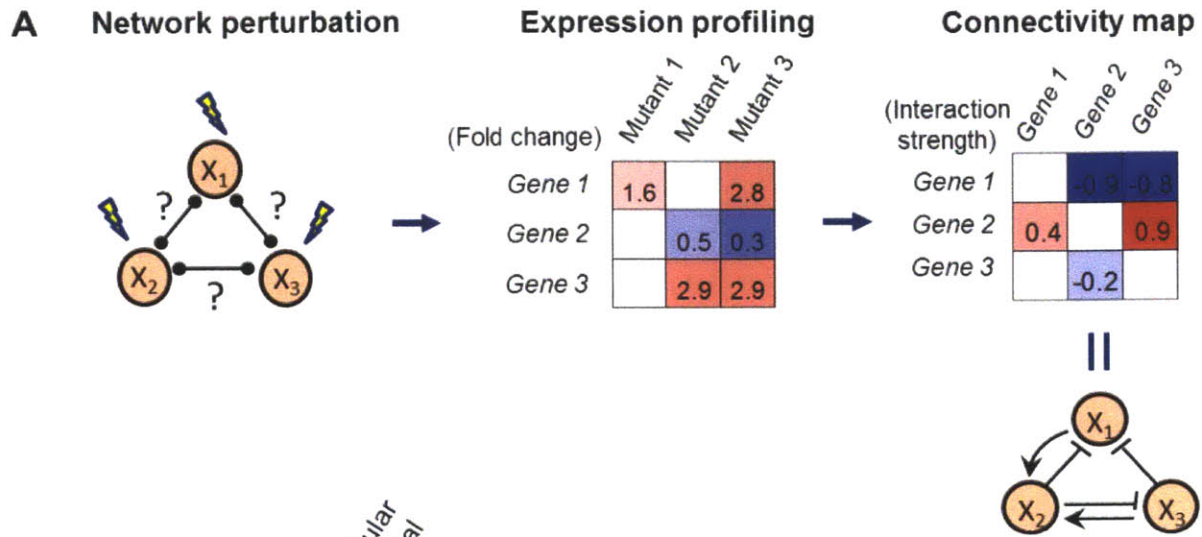 A Network perturbation Expression profiling Connectivity map
Mutant 1 Mutant 2 Mutant 3
(Fold change)
Gene 1 1.6 2.8
Gene 2 0.5 0.3
Gene 3 2.9 2.9
(Interaction strength)
Gene 1 Gene 2 Gene 3
Gene 1 -0.9 -0.8
Gene 2 0.4 0.9
Gene 3 -0.2
X1
? ?
X2 X3
?
X1
X2 X3